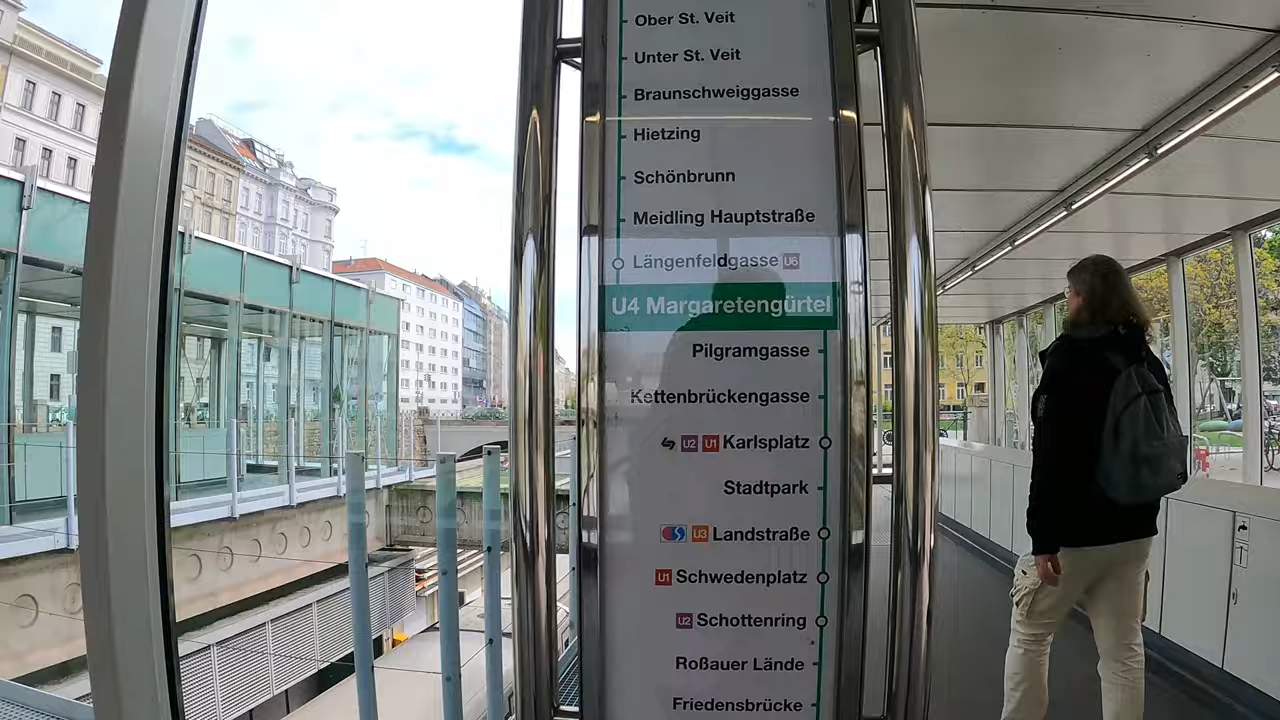 Ober St. Veit
Unter St. Veit
Braunschweiggasse
Hietzing
Schönbrunn
Meidling Hauptstraße
Längenfeldgasse U6
U4 Margaretengürtel
Pilgramgasse
Kettenbrückengasse
U2 U1 Karlsplatz
Stadtpark
S U3 Landstraße
U1 Schwedenplatz
U2 Schottenring
Roßauer Lände
Friedensbrücke